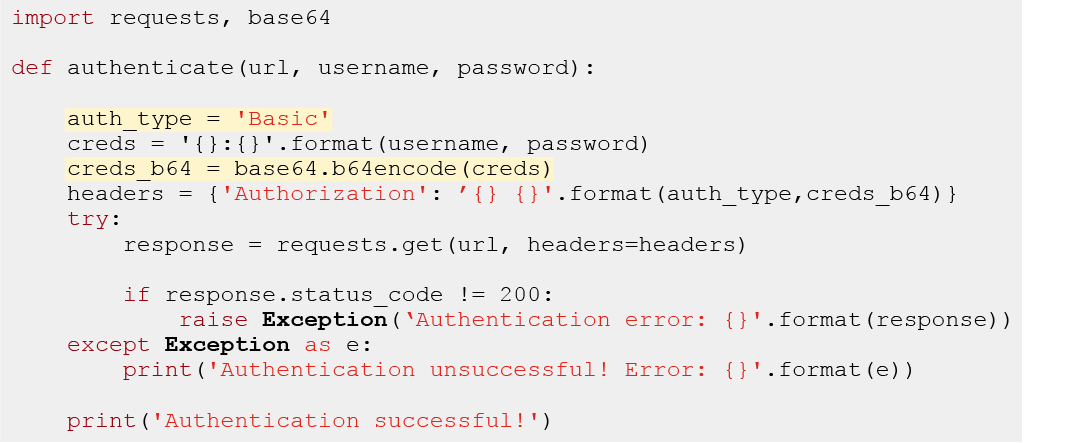 import requests, base64
def authenticate(url, username, password):
    auth_type = 'Basic'
    creds = '{}:{}'.format(username, password)
    creds_b64 = base64.b64encode(creds)
    headers = {'Authorization': ’{} {}'.format(auth_type,creds_b64)}
    try:
        response = requests.get(url, headers=headers)
        if response.status_code != 200:
            raise Exception(‘Authentication error: {}'.format(response))
    except Exception as e:
        print('Authentication unsuccessful! Error: {}'.format(e))
    print('Authentication successful!')